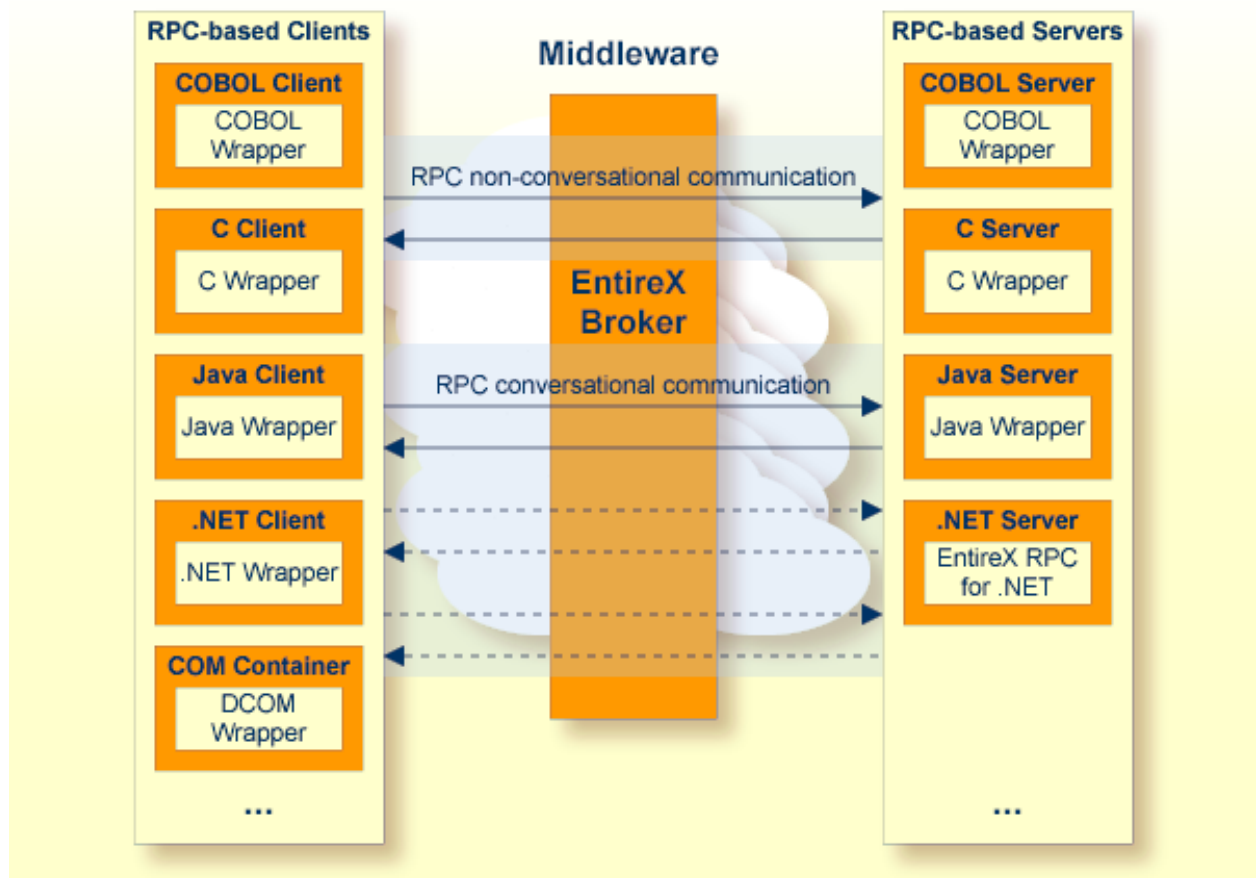 RPC-based Clients
COBOL Client
COBOL
Wrapper
C Client
C Wrapper
Java Client
Java Wrapper
.NET Client
.NET Wrapper
COM Container
DCOM
Wrapper
...
Middleware
RPC non-conversational communication
EntireX
Broker
RPC conversational communication
RPC-based Servers
COBOL Server
COBOL
Wrapper
C Server
C Wrapper
Java Server
Java Wrapper
.NET Server
EntireX RPC
for .NET
...